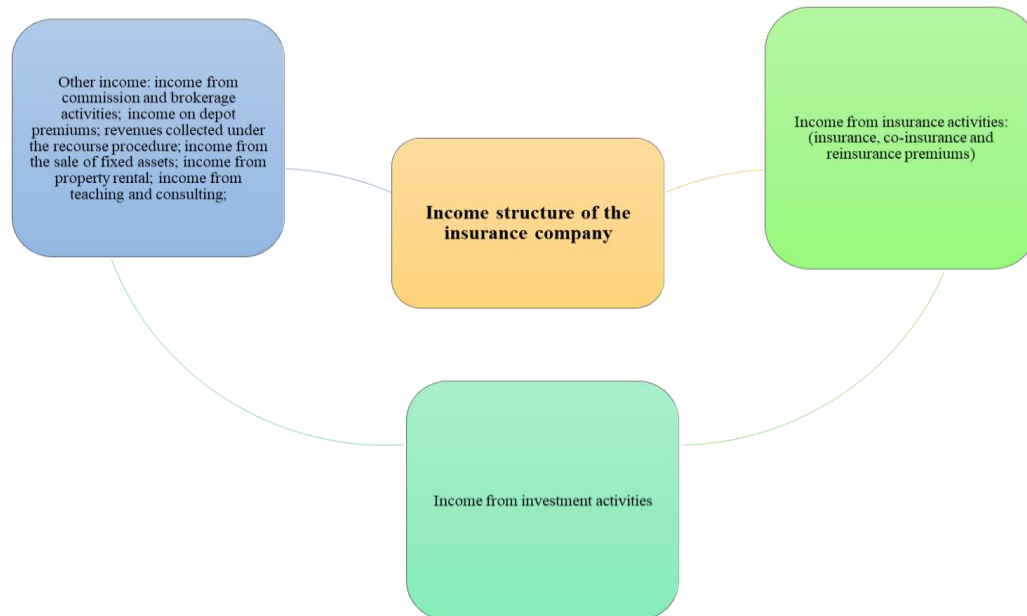 Other income: income from
commission and brokerage
activities; income on depot
premiums; revenues collected under
the recourse procedure; income from
the sale of fixed assets; income from
property rental; income from
teaching and consulting;
Income structure of the
insurance company
Income from insurance activities:
(insurance, co-insurance and
reinsurance premiums)
Income from investment activities